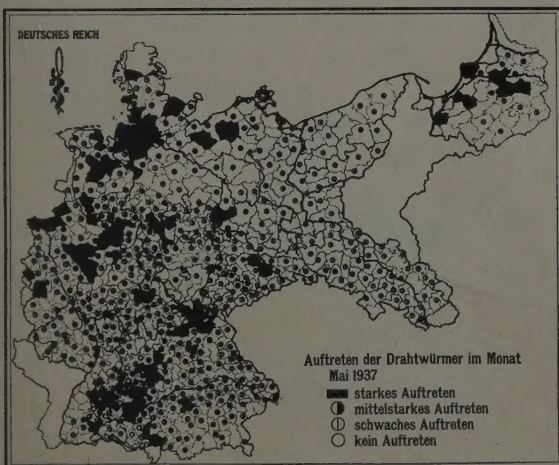 DEUTSCHES REICH
Auftreten der Drahtwürmer im Monat
Mai 1937
starkes Auftreten
mittelstarkes Auftreten
schwaches Auftreten
kein Auftreten